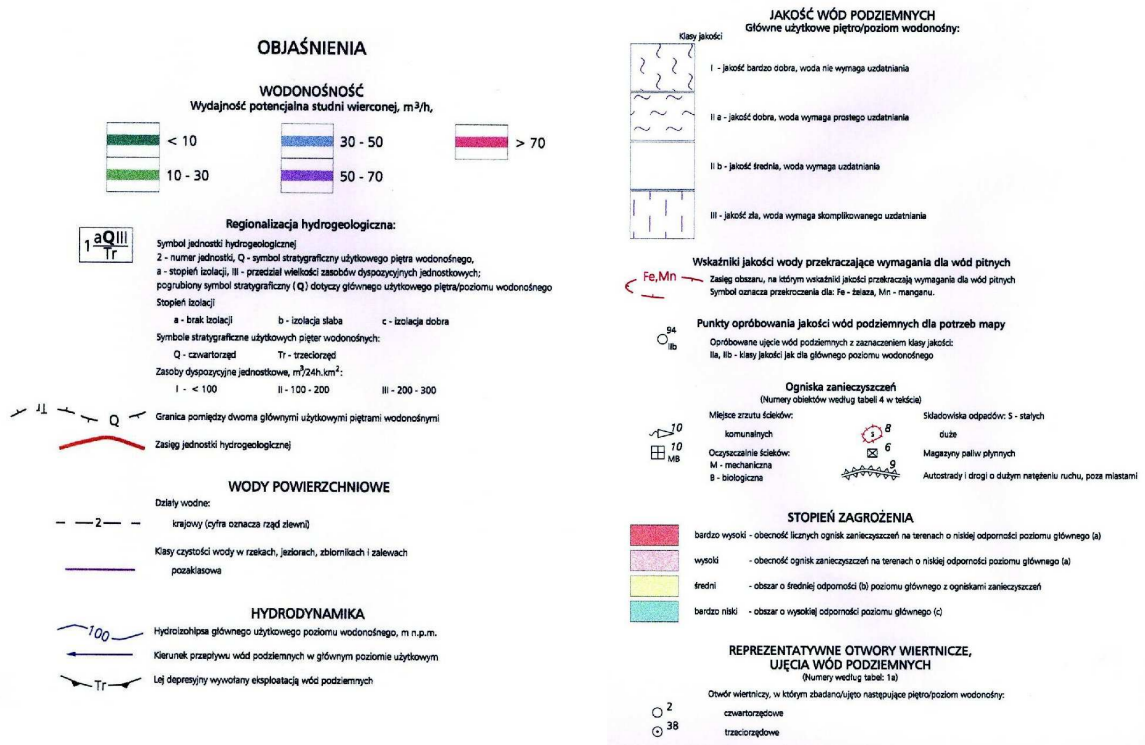 OBJAŚNIENIA
WODONOŚNOŚĆ
Wydajność potencjalna studni wierconej, m³/h,
< 10
30 - 50
> 70
10 - 30
50 - 70
Regionalizacja hydrogeologiczna:
1 aQIII
Tr
Symbol jednostki hydrogeologicznej
2 - numer jednostki, Q - symbol stratygraficzny użytkowego piętra wodonośnego,
a - stopień izolacji, III - przedział wielkości zasobów dyspozycyjnych jednostkowych;
pogrubiony symbol stratygraficzny (Q) dotyczy głównego użytkowego piętra/poziomu wodonośnego
Stopień izolacji
a - brak izolacji b - izolacja słaba c - izolacja dobra
Symbole stratygraficzne użytkowych pięter wodonośnych:
Q - czwartorzęd Tr - trzeciorzęd
Zasoby dyspozycyjne jednostkowe, m³/24h.km²:
I - < 100 II - 100 - 200 III - 200 - 300
Tr Q Granica pomiędzy dwoma głównymi użytkowymi piętrami wodonośnymi
Zasięg jednostki hydrogeologicznej
WODY POWIERZCHNIOWE
Działy wodne:
2 krajowy (cyfra oznacza rząd zlewni)
Klasy czystości wody w rzekach, jeziorach, zbiornikach i zalewach
pozaklasowa
HYDRODYNAMIKA
100 Hydroizohipsa głównego użytkowego poziomu wodonośnego, m n.p.m.
Kierunek przepływu wód podziemnych w głównym poziomie użytkowym
Tr Lej depresyjny wywołany eksploatacją wód podziemnych
JAKOŚĆ WÓD PODZIEMNYCH
Główne użytkowe piętro/poziom wodonośny:
Klasy jakości
I - jakość bardzo dobra, woda nie wymaga uzdatniania
II a - jakość dobra, woda wymaga prostego uzdatniania
II b - jakość średnia, woda wymaga uzdatniania
III - jakość zła, woda wymaga skomplikowanego uzdatniania
Wskaźniki jakości wody przekraczające wymagania dla wód pitnych
Fe,Mn Zasięg obszaru, na którym wskaźniki jakości przekraczają wymagania dla wód pitnych
Symbol oznacza przekroczenia dla: Fe - żelaza, Mn - manganu.
Punkty opróbowania jakości wód podziemnych dla potrzeb mapy
94
IIb
Opróbowane ujęcie wód podziemnych z zaznaczeniem klasy jakości:
IIa, IIb - klasy jakości jak dla głównego poziomu wodonośnego
Ogniska zanieczyszczeń
(Numery obiektów według tabeli 4 w tekście)
Miejsce zrzutu ścieków: Składowiska odpadów: S - stałych
10 komunalnych S 8 duże
10 MB Oczyszczalnie ścieków: 6 Magazyny paliw płynnych
M - mechaniczna
B - biologiczna
9 Autostrady i drogi o dużym natężeniu ruchu, poza miastami
STOPIEŃ ZAGROŻENIA
bardzo wysoki - obecność licznych ognisk zanieczyszczeń na terenach o niskiej odporności poziomu głównego (a)
wysoki - obecność ognisk zanieczyszczeń na terenach o niskiej odporności poziomu głównego (a)
średni - obszar o średniej odporności (b) poziomu głównego z ogniskami zanieczyszczeń
bardzo niski - obszar o wysokiej odporności poziomu głównego (c)
REPREZENTATYWNE OTWORY WIERTNICZE,
UJĘCIA WÓD PODZIEMNYCH
(Numery według tabel: 1a)
Otwór wiertniczy, w którym zbadano/ujęto następujące piętro/poziom wodonośny:
2 czwartorzędowe
38 trzeciorzędowe